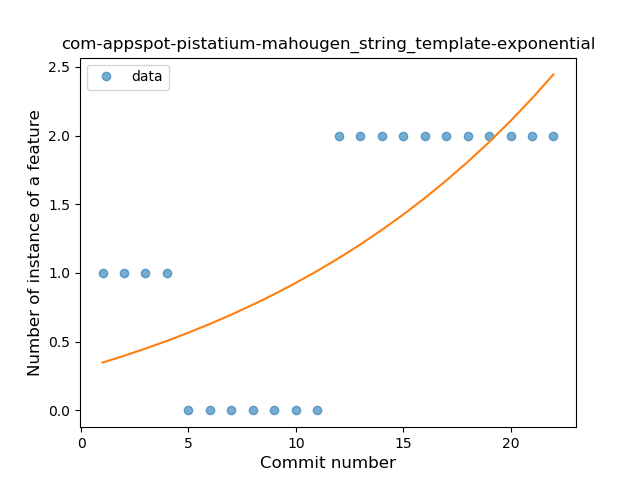 com-appspot-pistatium-mahougen_string_template-exponential
data
Number of instance of a feature
2.5
2.0
1.5
1.0
0.5
0.0
0 5 10 15 20
Commit number